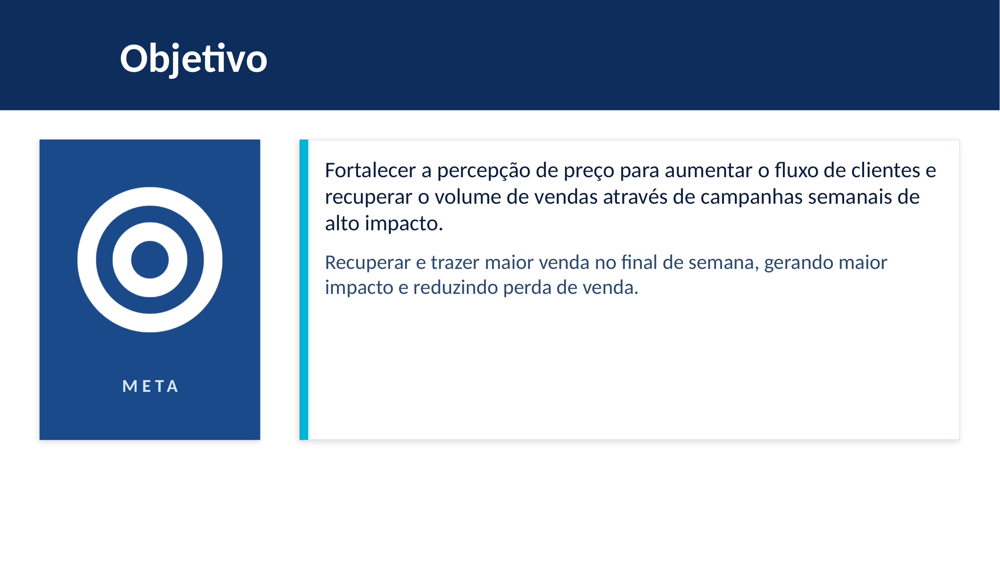 Objetivo
META
Fortalecer a percepção de preço para aumentar o fluxo de clientes e
recuperar o volume de vendas através de campanhas semanais de
alto impacto.
Recuperar e trazer maior venda no final de semana, gerando maior
impacto e reduzindo perda de venda.